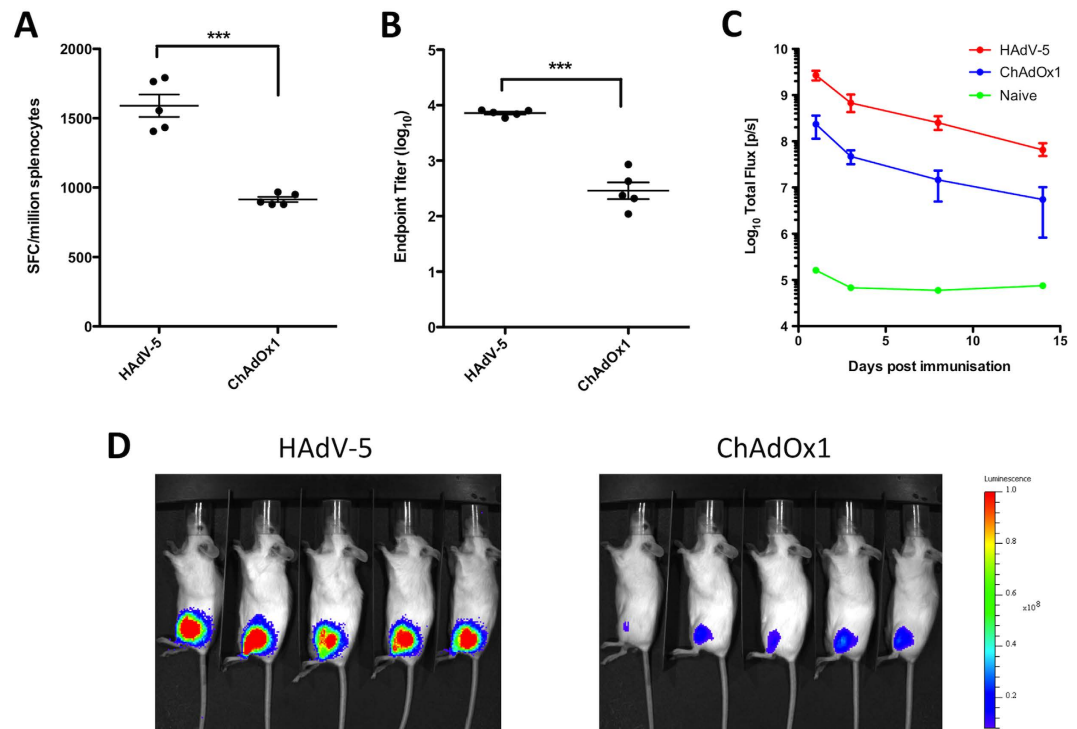 A
2000
1500
1000
500
0
SFC/million splenocytes
***
HAdV-5
ChAdOx1
B
5
4
3
2
1
0
Endpoint Titer (log10)
***
HAdV-5
ChAdOx1
C
10
9
8
7
6
5
4
Log10 Total Flux [p/s]
0
5
10
15
Days post immunisation
HAdV-5
ChAdOx1
Naive
D
HAdV-5
ChAdOx1
Luminescence
1.0
0.8
0.6
x10^8
0.4
0.2